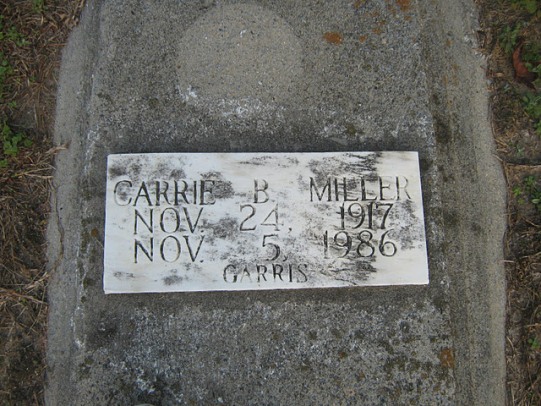 CARRIE B. MILLER
NOV. 24, 1917
NOV. 5, 1986
GARRIS